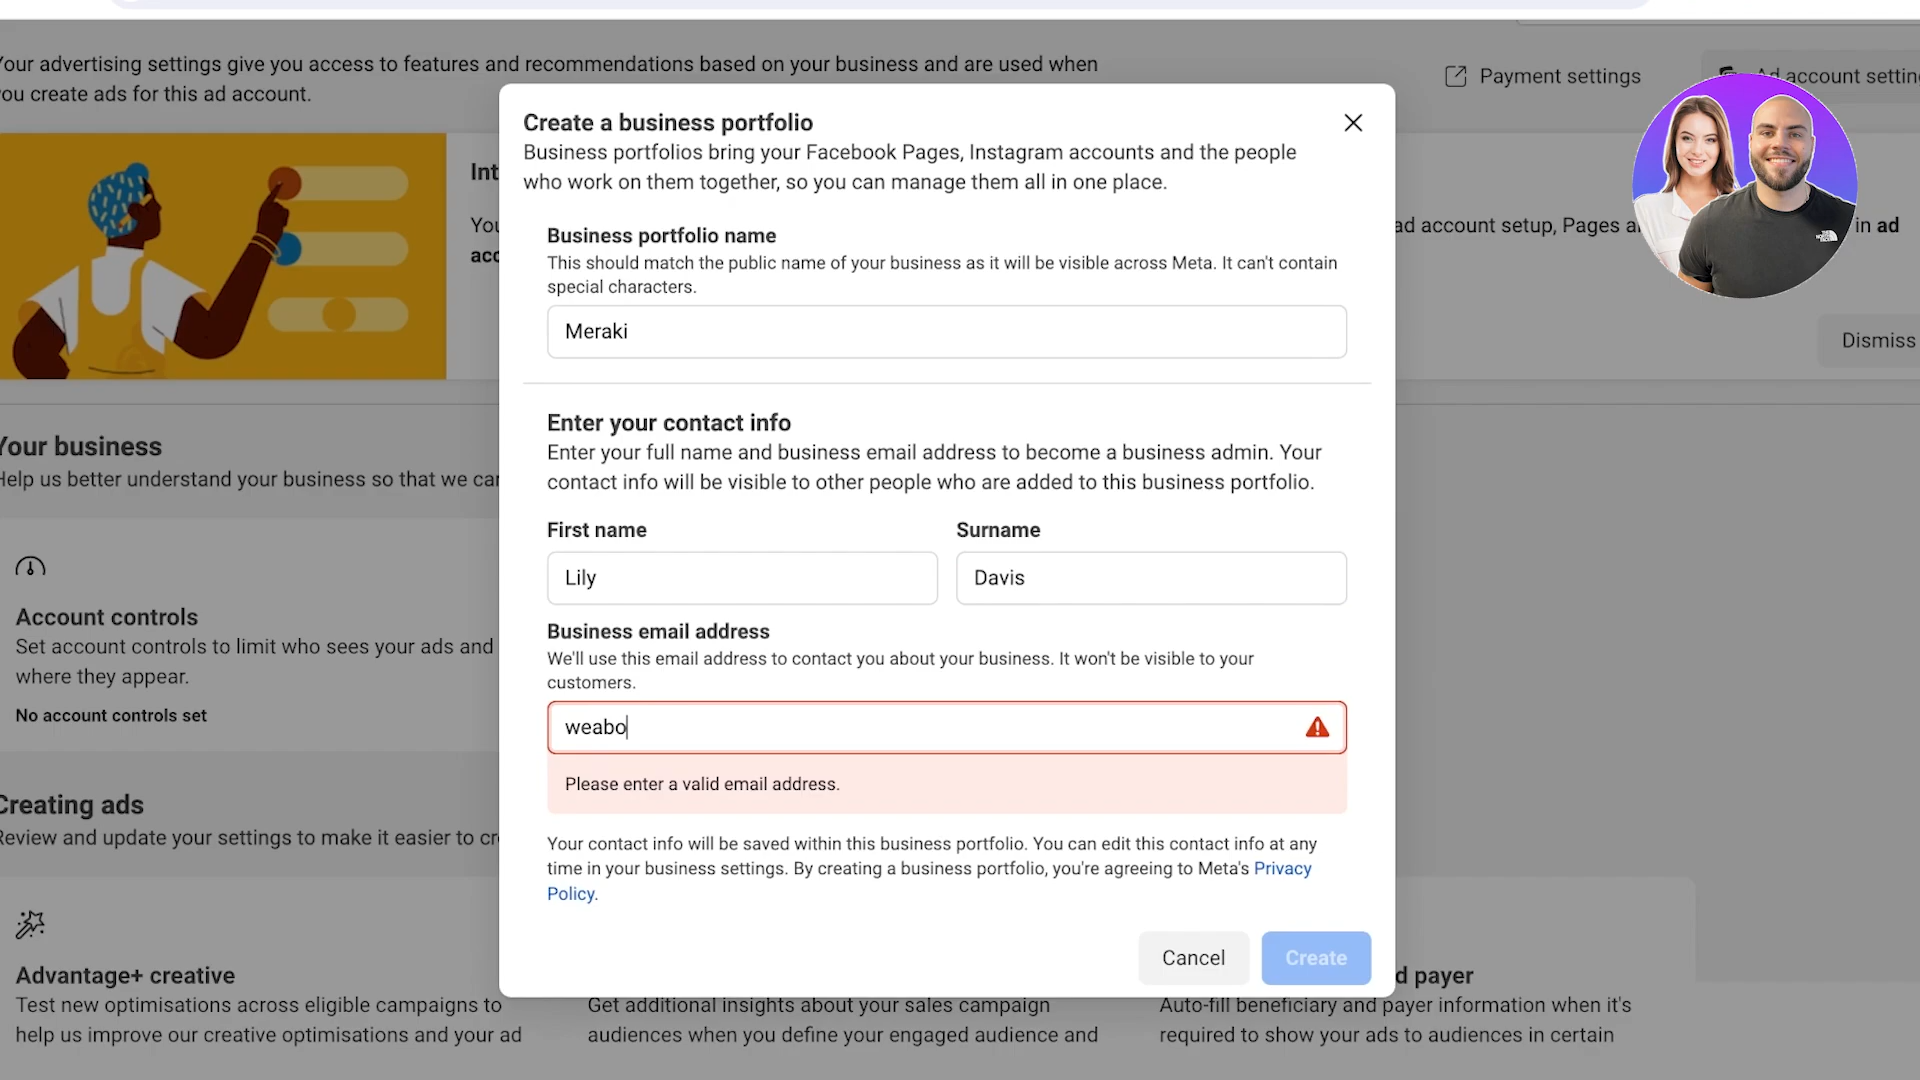 Your advertising settings give you access to features and recommendations based on your business and are used when
you create ads for this ad account.
Payment settings
Ad account settin
Int
You
acc
ad account setup, Pages a
in ad
Dismiss
Create a business portfolio
Business portfolios bring your Facebook Pages, Instagram accounts and the people
who work on them together, so you can manage them all in one place.
Business portfolio name
This should match the public name of your business as it will be visible across Meta. It can't contain
special characters.
Meraki
Enter your contact info
Enter your full name and business email address to become a business admin. Your
contact info will be visible to other people who are added to this business portfolio.
First name
Surname
Lily
Davis
Business email address
We'll use this email address to contact you about your business. It won't be visible to your
customers.
weabo
Please enter a valid email address.
Your contact info will be saved within this business portfolio. You can edit this contact info at any
time in your business settings. By creating a business portfolio, you're agreeing to Meta's Privacy
Policy.
Cancel
Create
Your business
Help us better understand your business so that we can
Account controls
Set account controls to limit who sees your ads and
where they appear.
No account controls set
Creating ads
Review and update your settings to make it easier to cr
Advantage+ creative
Test new optimisations across eligible campaigns to
help us improve our creative optimisations and your ad
Get additional insights about your sales campaign
audiences when you define your engaged audience and
d payer
Auto-fill beneficiary and payer information when it's
required to show your ads to audiences in certain